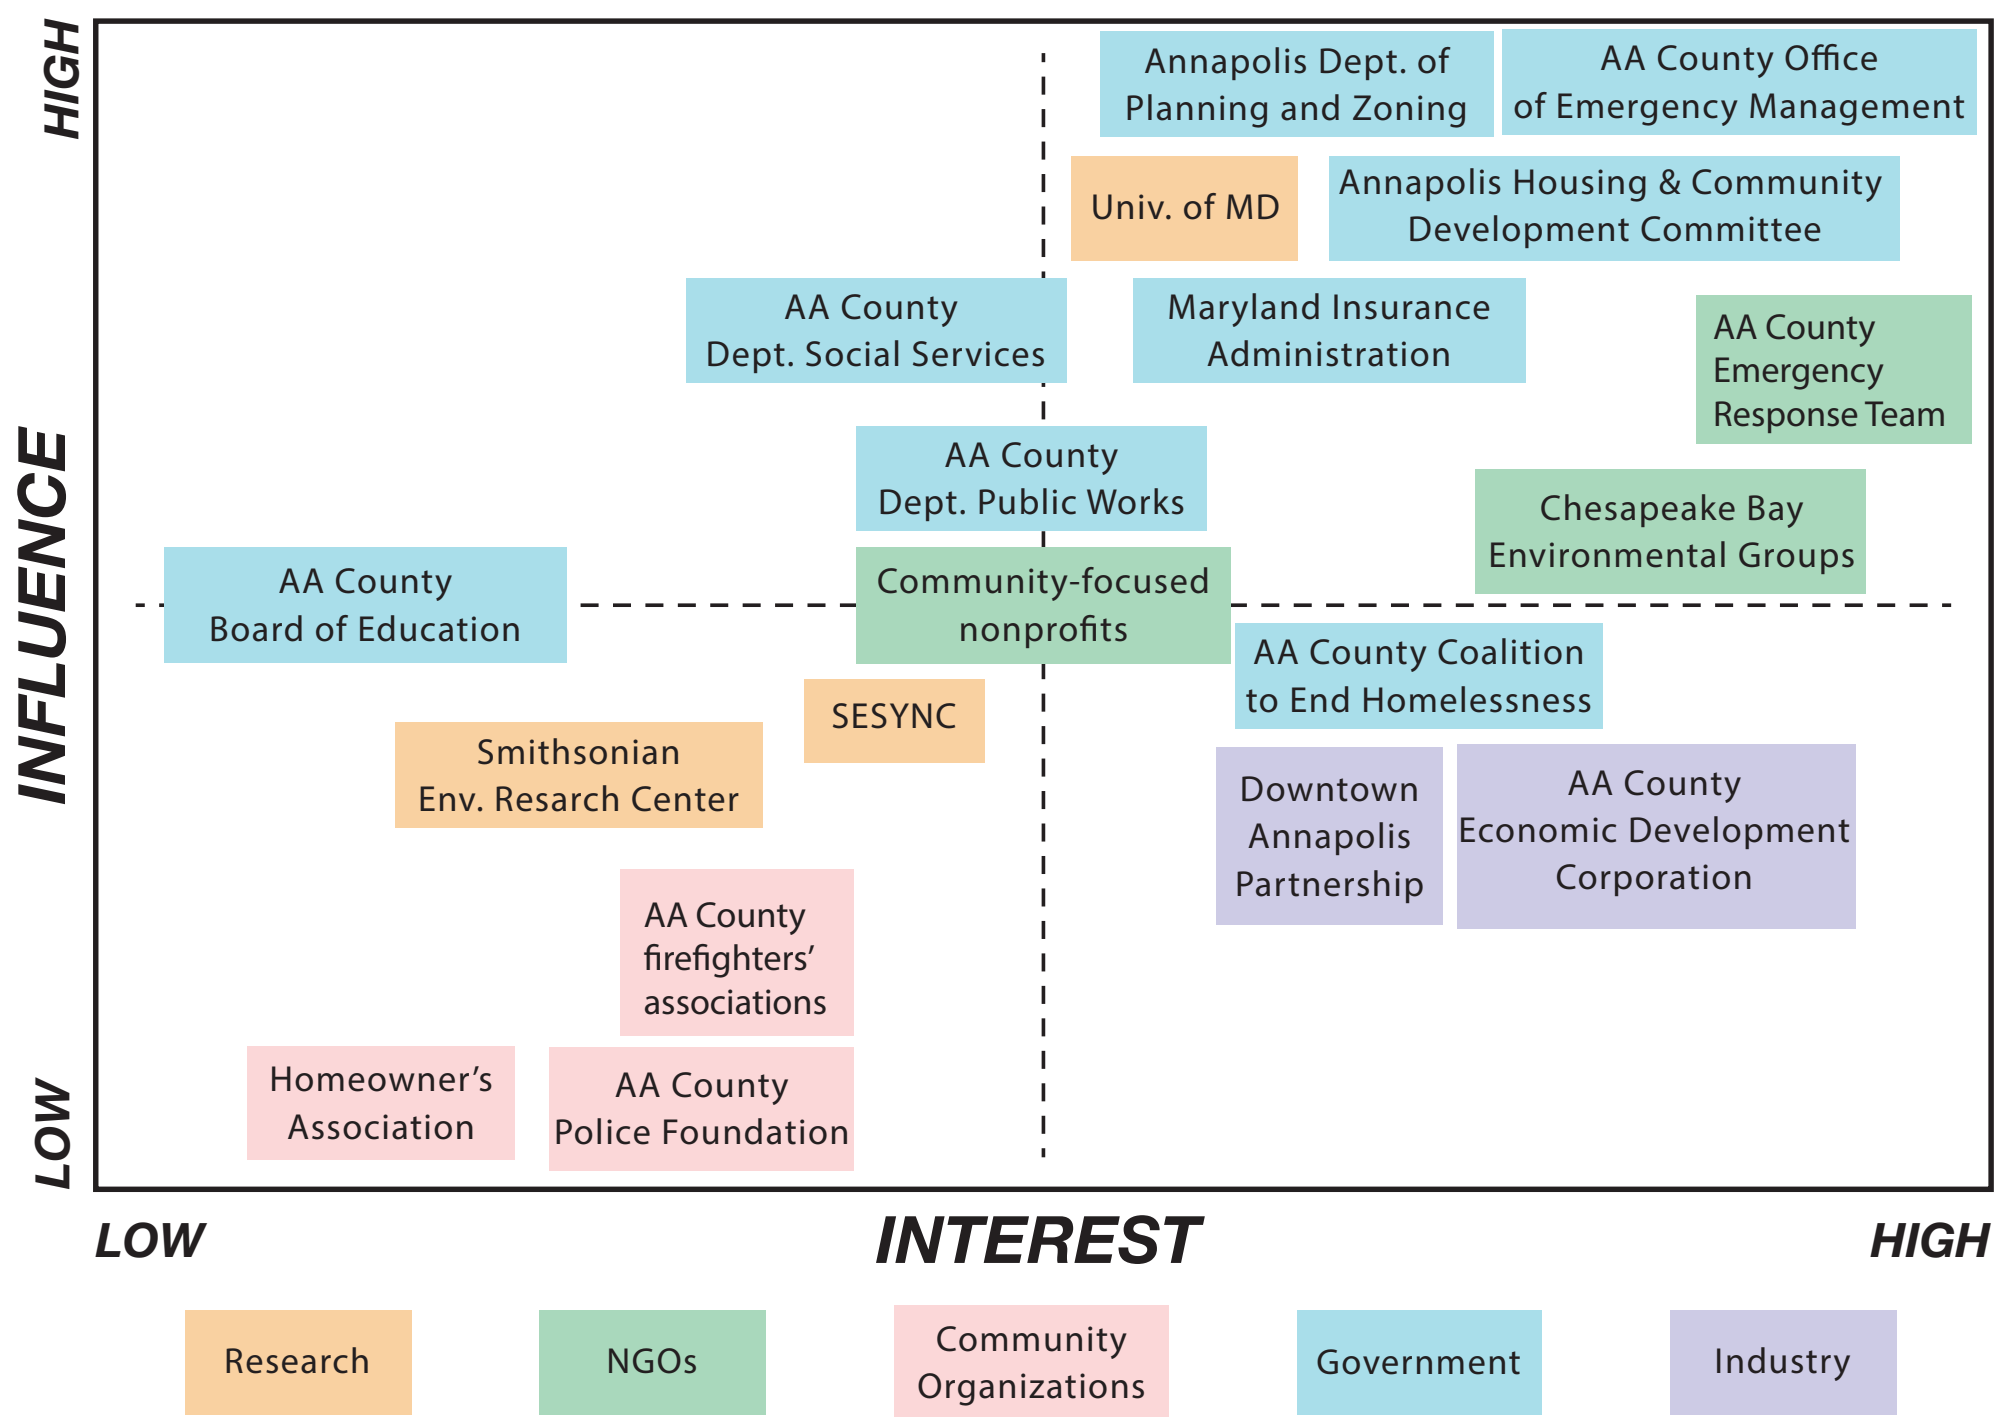 HIGH
INFLUENCE
LOW
Annapolis Dept. of
Planning and Zoning
AA County Office
of Emergency Management
Univ. of MD
Annapolis Housing & Community
Development Committee
AA County
Dept. Social Services
Maryland Insurance
Administration
AA County
Emergency
Response Team
AA County
Dept. Public Works
Chesapeake Bay
Environmental Groups
AA County
Board of Education
Community-focused
nonprofits
AA County Coalition
to End Homelessness
SESYNC
Smithsonian
Env. Resarch Center
Downtown
Annapolis
Partnership
AA County
Economic Development
Corporation
AA County
firefighters’
associations
Homeowner’s
Association
AA County
Police Foundation
LOW
INTEREST
HIGH
Research
NGOs
Community
Organizations
Government
Industry